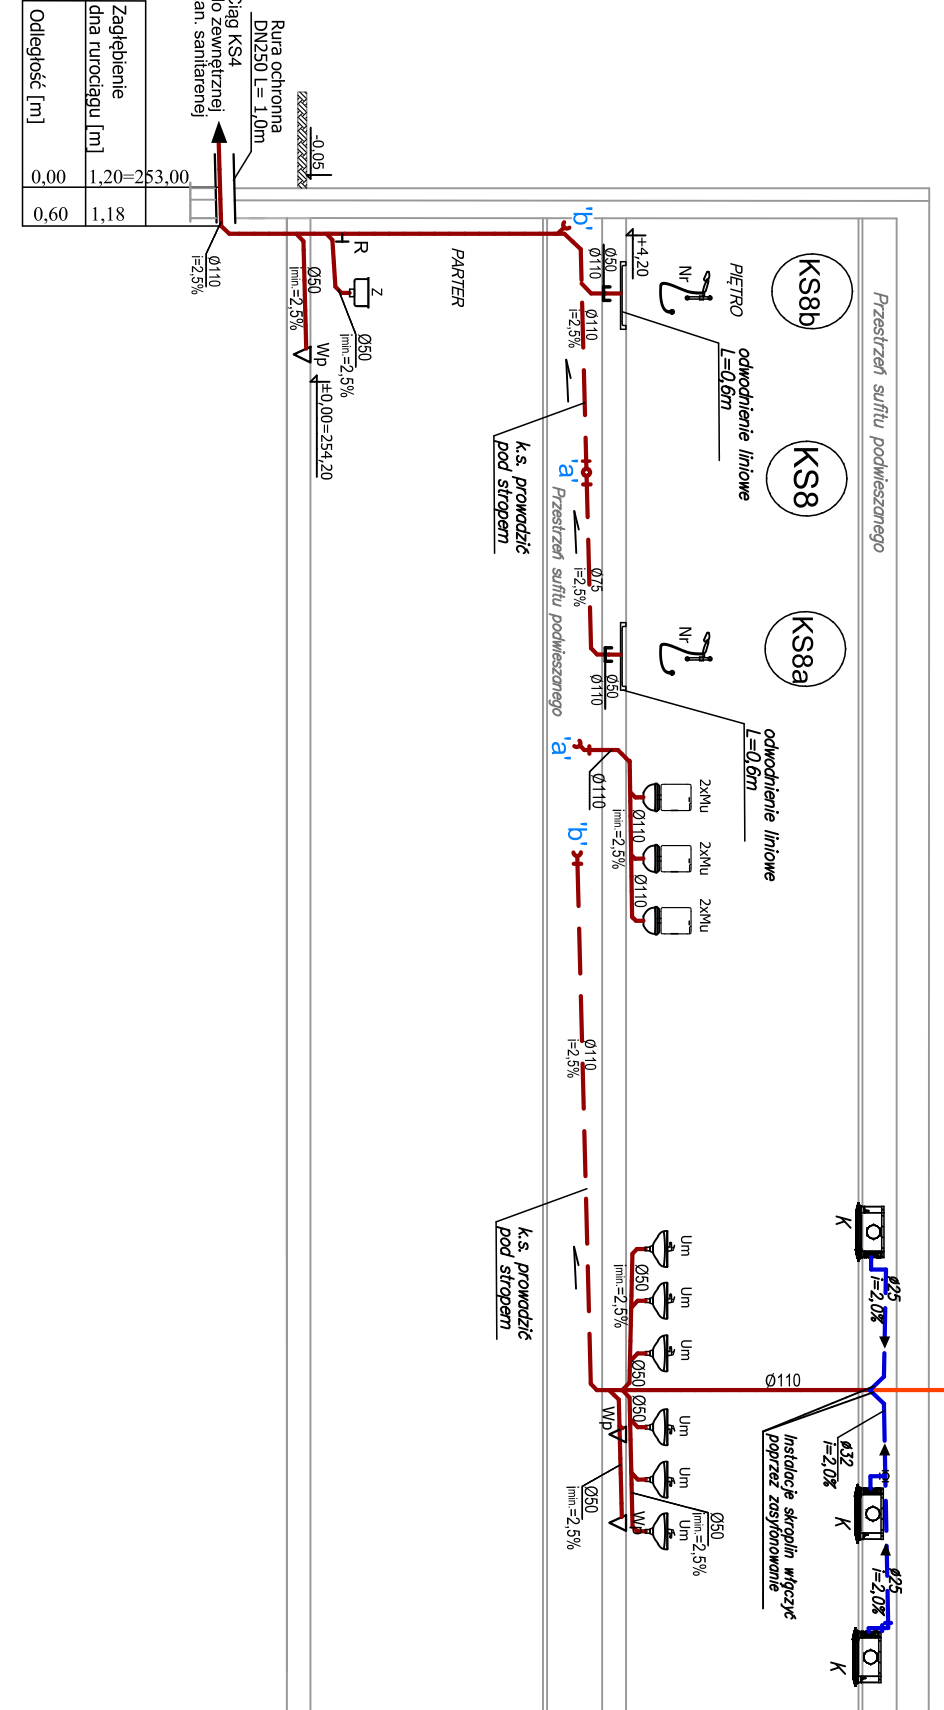 Zagłębienie
dna rurociągu [m]
Odległość [m]
1,20=253,00
0,00
1,18
0,60
Ciąg KS4
do zewnętrznej
kan. sanitarenej
Rura ochronna
DN250 L= 1,0m
-0,05
Ø110
i=2,5%
Ø50
imin.=2,5%
R
Z
Ø50
imin.=2,5%
Wp
±0,00=254,20
PARTER
'b'
+4,20
Ø50
Ø110
Nr
PIĘTRO
KS8b
Przestrzeń sufitu podwieszanego
odwodnienie liniowe
L=0,6m
Ø110
i=2,5%
k.s. prowadzić
pod stropem
'a'
KS8
Przestrzeń sufitu podwieszanego
Ø75
i=2,5%
Nr
KS8a
Ø50
Ø110
odwodnienie liniowe
L=0,6m
'a'
Ø110
2xMu
2xMu
2xMu
Ø110
imin.=2,5%
Ø110
'b'
Ø110
i=2,5%
k.s. prowadzić
pod stropem
Um
Um
Um
Ø50
imin.=2,5%
Ø50
Ø50
Um
Um
Um
Wp
Wp
Ø50
imin.=2,5%
Ø50
imin.=2,5%
Ø110
K
ø25
i=2,0%
ø32
i=2,0%
K
ø25
i=2,0%
K
Instalacje skroplin włączyć
poprzez zasyfonowanie